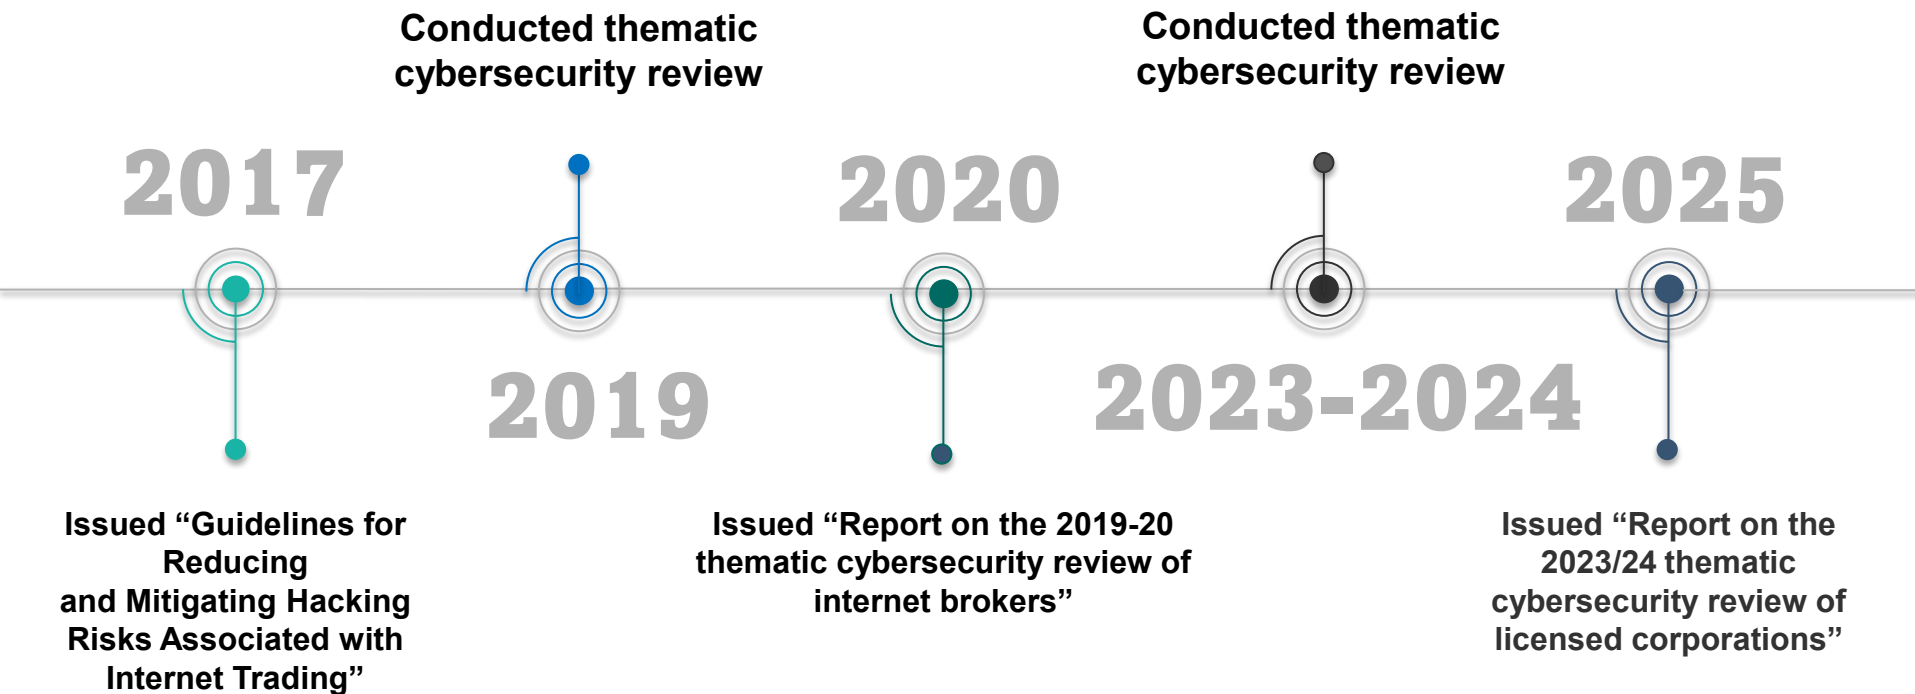 Conducted thematic
cybersecurity review
Conducted thematic
cybersecurity review
2017
2020
2025
2019
2023-2024
Issued “Guidelines for
Reducing
and Mitigating Hacking
Risks Associated with
Internet Trading”
Issued “Report on the 2019-20
thematic cybersecurity review of
internet brokers”
Issued “Report on the
2023/24 thematic
cybersecurity review of
licensed corporations”